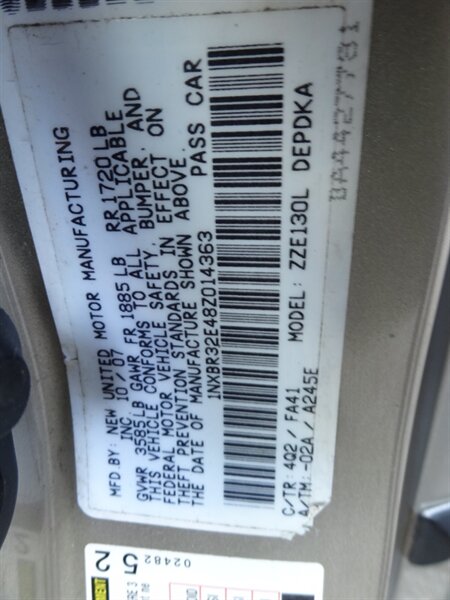 MFD BY: NEW UNITED MOTOR MANUFACTURING
INC. 10/07
GVWR 3585LB GAWR FR 1885LB RR 1720LB
THIS VEHICLE CONFORMS TO ALL APPLICABLE
FEDERAL MOTOR VEHICLE SAFETY, BUMPER, AND
THEFT PREVENTION STANDARDS IN EFFECT ON
THE DATE OF MANUFACTURE SHOWN ABOVE.
1NXBR32E48Z014363 PASS CAR
C/TR: 4Q2 / FA41 MODEL: ZZE130L DEPDKA
A/TM: -02A / A245E
BA4427781
52
02482